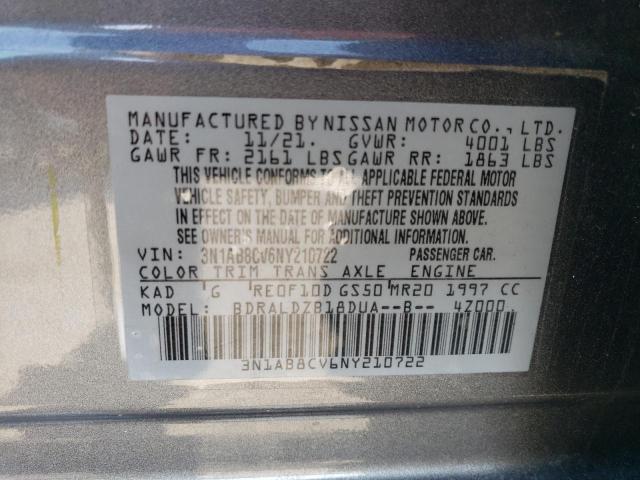 MANUFACTURED BY NISSAN MOTOR CO., LTD.
DATE: 11/21. GVWR: 4001 LBS
GAWR FR: 2161 LBS GAWR RR: 1863 LBS
THIS VEHICLE CONFORMS TO ALL APPLICABLE FEDERAL MOTOR
VEHICLE SAFETY, BUMPER AND THEFT PREVENTION STANDARDS
IN EFFECT ON THE DATE OF MANUFACTURE SHOWN ABOVE.
SEE OWNER'S MANUAL FOR ADDITIONAL INFORMATION.
VIN: 3N1AB8CV6NY210722 PASSENGER CAR.
COLOR TRIM TRANS AXLE ENGINE
KAD G RE0F10D GS50 MR20 1997 CC
MODEL: BDRALDZB18DUA--B-- 4Z000.
3N1AB8CV6NY210722